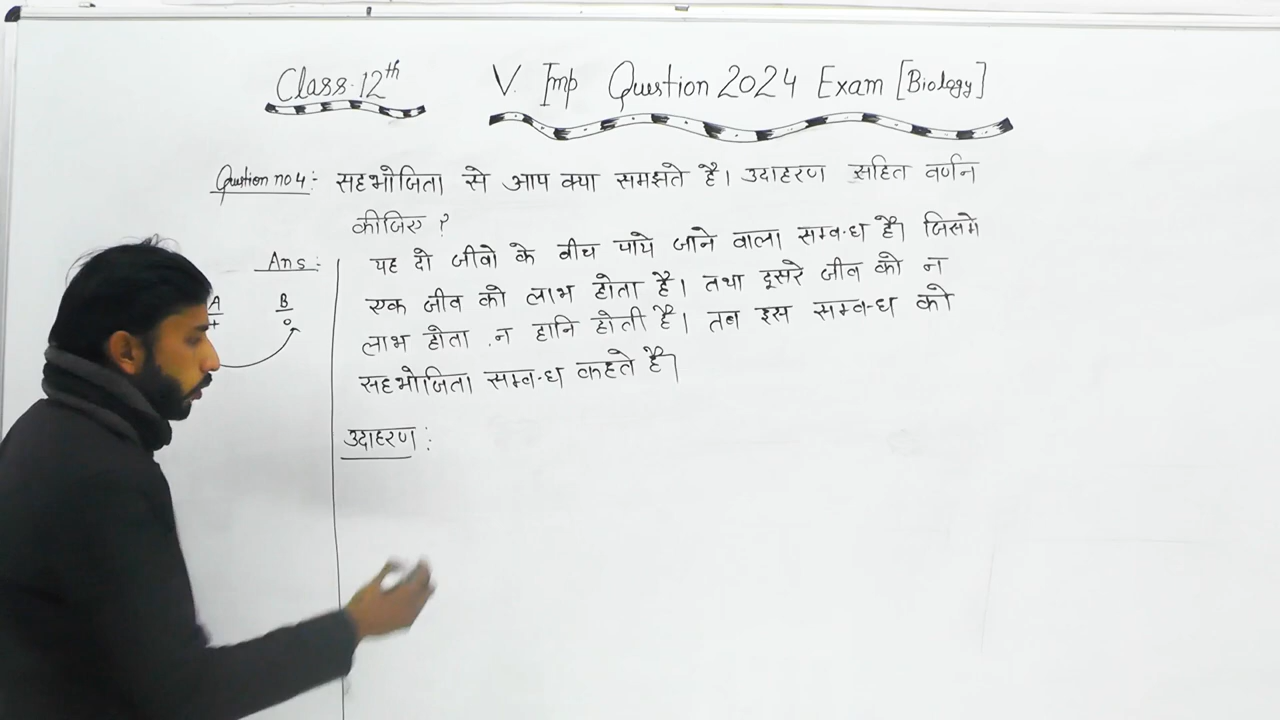 Class. 12th
V. Imp Question 2024 Exam [Biology]
Question no 4:- सहभोजिता से आप क्या समझते है। उदाहरण सहित वर्णन
कीजिए ?
Ans:-
यह दो जीवो के बीच पाये जाने वाला सम्बन्ध है। जिसमे
एक जीव को लाभ होता है। तथा दूसरे जीव को न
लाभ होता न हानि होती है। तब इस सम्बन्ध को
सहभोजिता सम्बन्ध कहते है।
A B
+ 0
उदाहरण :